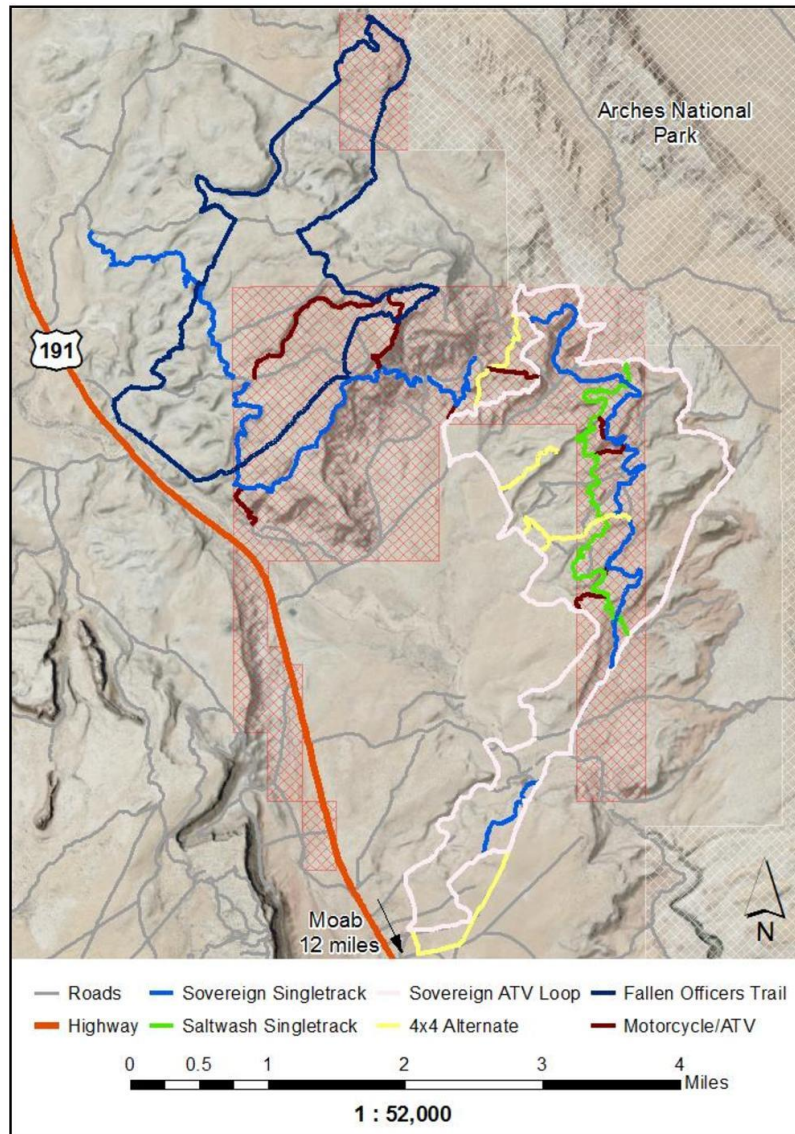 Arches National
Park
191
Moab
12 miles
N
Roads
Sovereign Singletrack
Sovereign ATV Loop
Fallen Officers Trail
Highway
Saltwash Singletrack
4x4 Alternate
Motorcycle/ATV
0 0.5 1 2 3 4
Miles
1 : 52,000